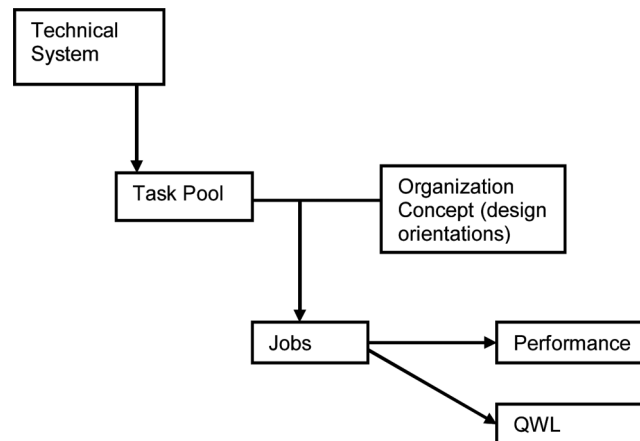 Technical
System
Task Pool
Organization
Concept (design
orientations)
Jobs
Performance
QWL